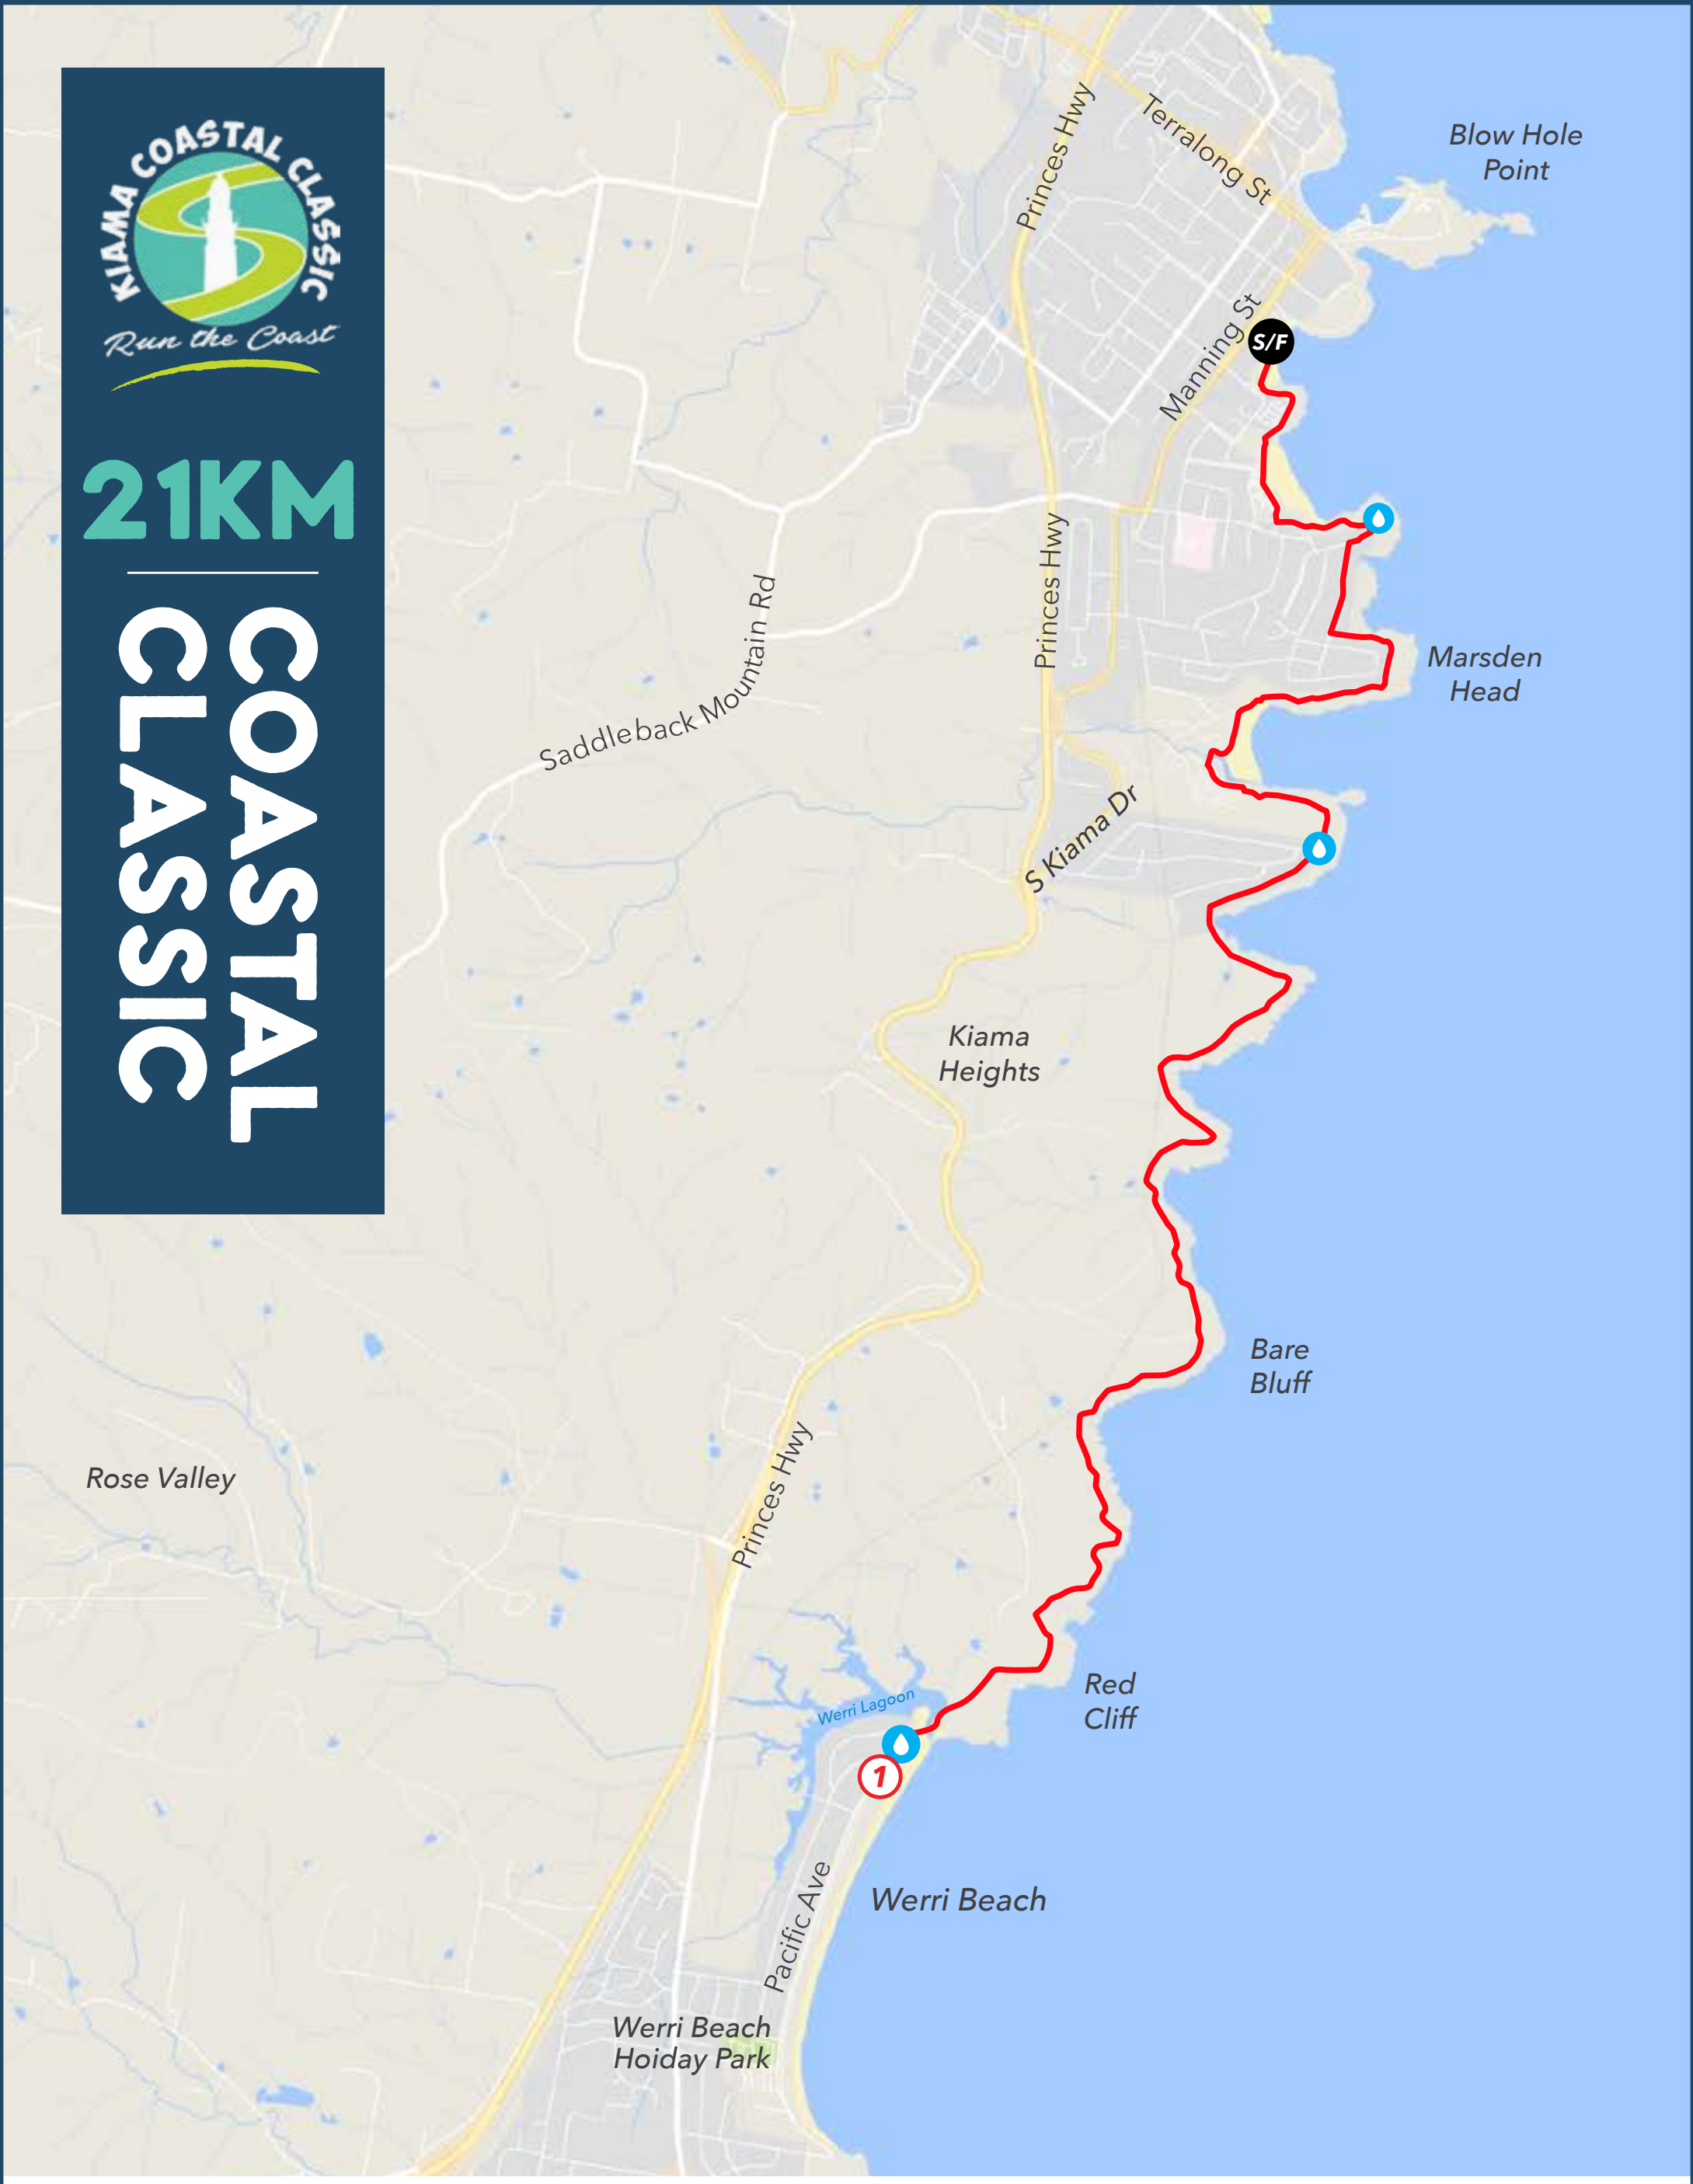 KIAMA COASTAL CLASSIC
Run the Coast
21KM
COASTAL
CLASSIC
Princes Hwy
Terralong St
Blow Hole
Point
Manning St
S/F
Princes Hwy
Saddleback Mountain Rd
Marsden
Head
S Kiama Dr
Kiama
Heights
Bare
Bluff
Princes Hwy
Rose Valley
Red
Cliff
Werri Lagoon
1
Pacific Ave
Werri Beach
Werri Beach
Hoiday Park